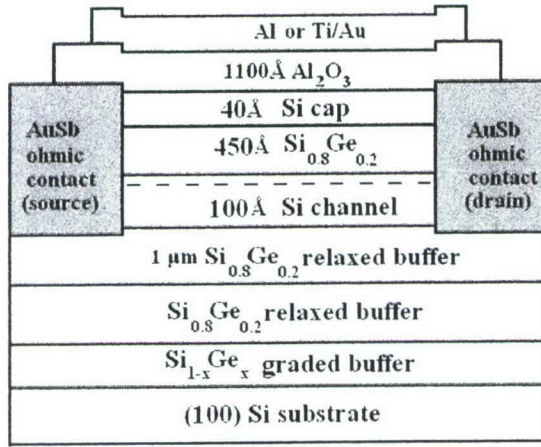 Al or Ti/Au
1100Å Al₂O₃
40Å Si cap
450Å Si₀.₈Ge₀.₂
100Å Si channel
AuSb
ohmic
contact
(source)
AuSb
ohmic
contact
(drain)
1 µm Si₀.₈Ge₀.₂ relaxed buffer
Si₀.₈Ge₀.₂ relaxed buffer
Si₁₋ₓGeₓ graded buffer
(100) Si substrate